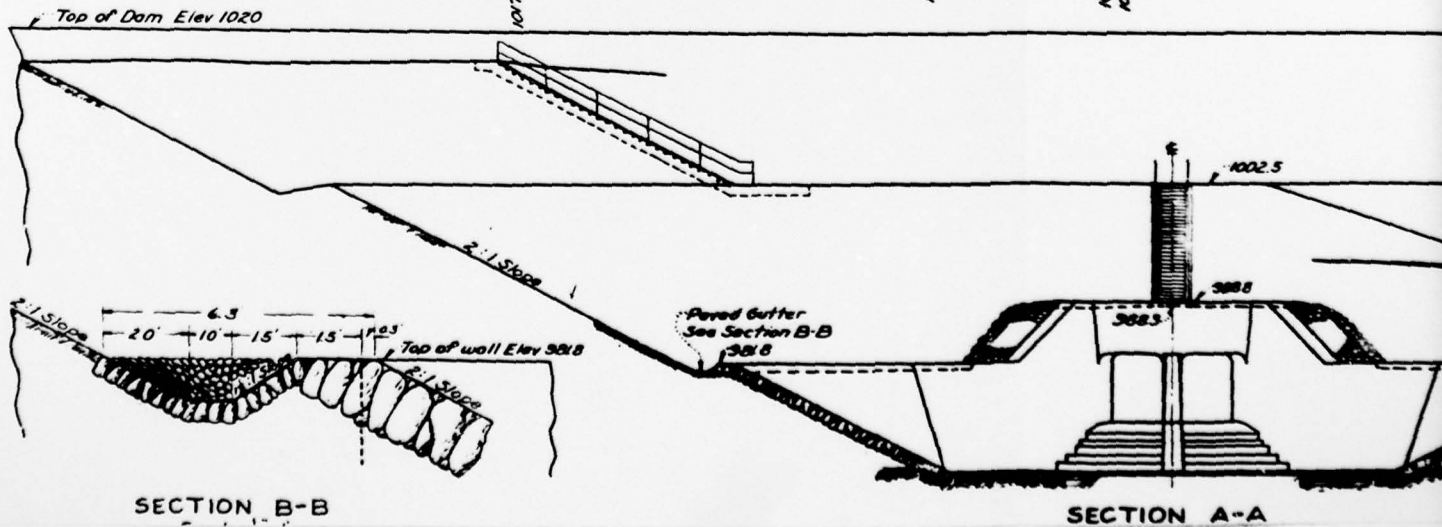 Top of Dam Elev 1020
1002.5
2:1 Slope
988.8
988.3
Paved Gutter
See Section B-B
981.8
6.3
2:1 Slope
2.0' 1.0' 1.5' 1.5' 0.3'
Top of wall Elev 981.8
2:1 Slope
SECTION B-B
SECTION A-A